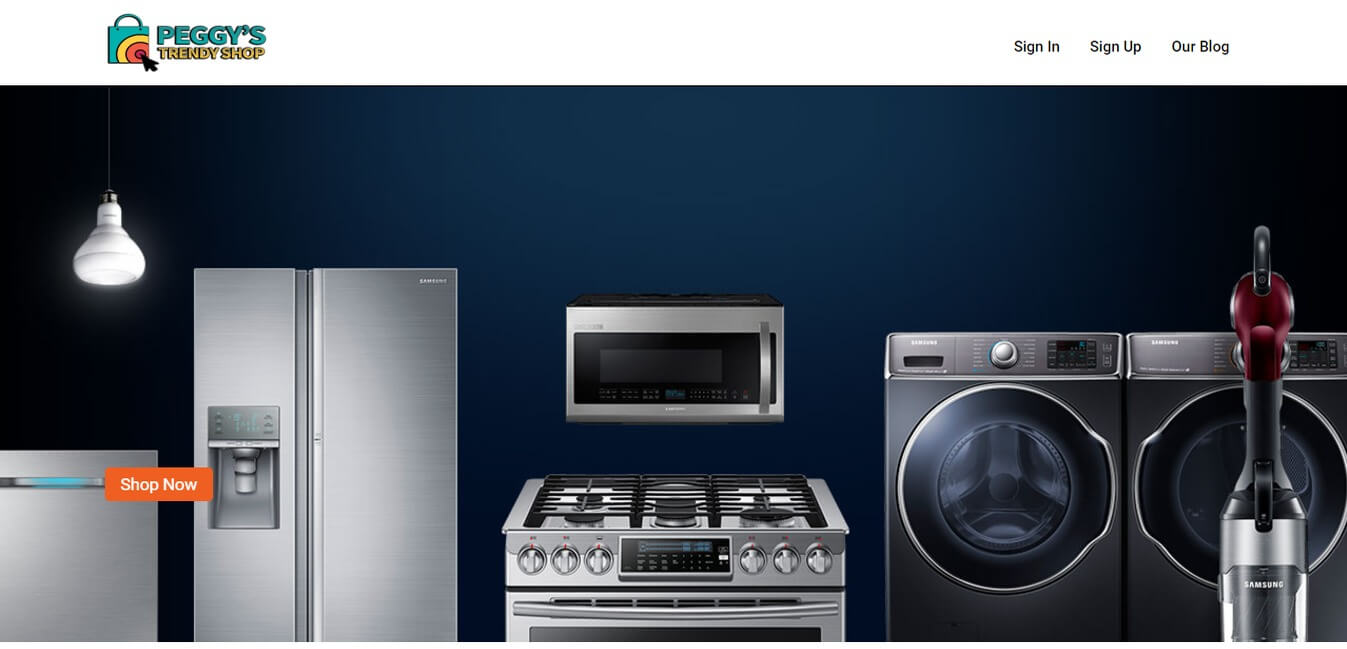 PEGGY'S
TRENDY SHOP
Sign In
Sign Up
Our Blog
SAMSUNG
SAMSUNG
SAMSUNG
SAMSUNG
Shop Now
SAMSUNG